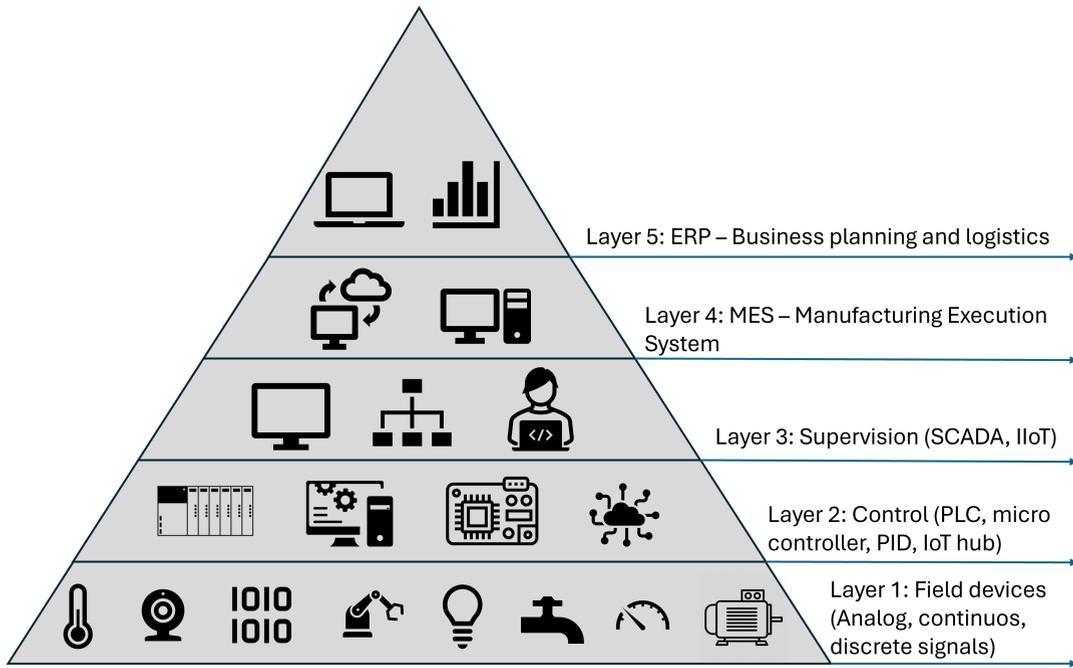 Layer 5: ERP – Business planning and logistics
Layer 4: MES – Manufacturing Execution
System
Layer 3: Supervision (SCADA, IIoT)
Layer 2: Control (PLC, micro
controller, PID, IoT hub)
1010
1010
Layer 1: Field devices
(Analog, continuos,
discrete signals)